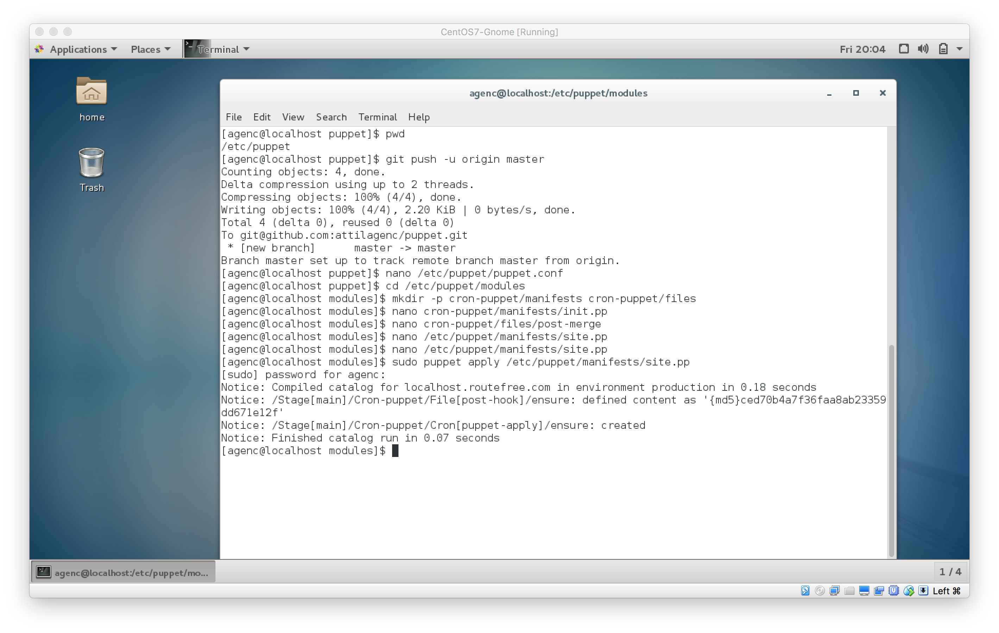 CentOS7-Gnome [Running]
Applications Places Terminal Fri 20:04
home
Trash
agenc@localhost:/etc/puppet/modules
File Edit View Search Terminal Help
[agenc@localhost puppet]$ pwd
/etc/puppet
[agenc@localhost puppet]$ git push -u origin master
Counting objects: 4, done.
Delta compression using up to 2 threads.
Compressing objects: 100% (4/4), done.
Writing objects: 100% (4/4), 2.20 KiB | 0 bytes/s, done.
Total 4 (delta 0), reused 0 (delta 0)
To git@github.com:attilagenc/puppet.git
 * [new branch]      master -> master
Branch master set up to track remote branch master from origin.
[agenc@localhost puppet]$ nano /etc/puppet/puppet.conf
[agenc@localhost puppet]$ cd /etc/puppet/modules
[agenc@localhost modules]$ mkdir -p cron-puppet/manifests cron-puppet/files
[agenc@localhost modules]$ nano cron-puppet/manifests/init.pp
[agenc@localhost modules]$ nano cron-puppet/files/post-merge
[agenc@localhost modules]$ nano /etc/puppet/manifests/site.pp
[agenc@localhost modules]$ nano /etc/puppet/manifests/site.pp
[agenc@localhost modules]$ sudo puppet apply /etc/puppet/manifests/site.pp
[sudo] password for agenc:
Notice: Compiled catalog for localhost.routefree.com in environment production in 0.18 seconds
Notice: /Stage[main]/Cron-puppet/File[post-hook]/ensure: defined content as '{md5}ced70b4a7f36faa8ab23359
dd671e12f'
Notice: /Stage[main]/Cron-puppet/Cron[puppet-apply]/ensure: created
Notice: Finished catalog run in 0.07 seconds
[agenc@localhost modules]$
agenc@localhost:/etc/puppet/mo...
1 / 4
Left ⌘